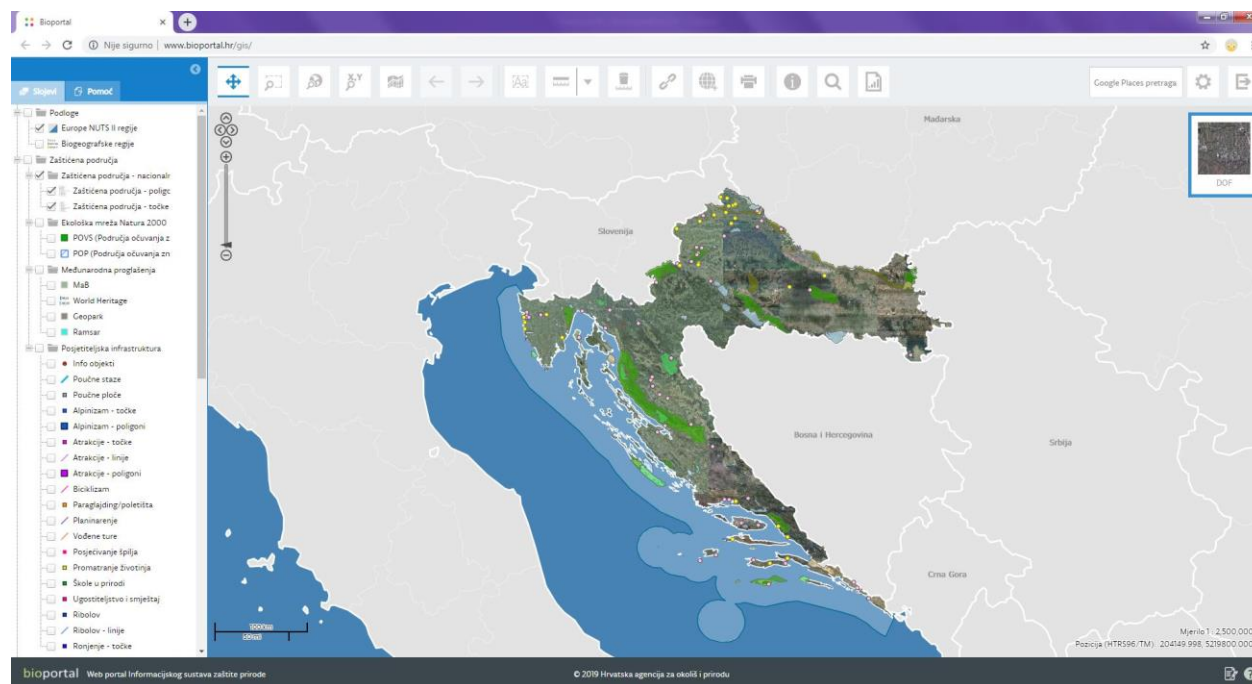 Bioportal
Nije sigurno | www.bioportal.hr/gis/
Slojevi
Pomoć
X,Y
Google Places pretraga
Podloge
Europe NUTS II regije
Biogeografske regije
Zaštićena područja
Zaštićena područja - nacionalr
Zaštićena područja - poligc
Zaštićena područja - točke
Ekološka mreža Natura 2000
POVS (Područja očuvanja z
POP (Područja očuvanja zn
Međunarodna proglašenja
MaB
World Heritage
Geopark
Ramsar
Posjetiteljska infrastruktura
Info objekti
Poučne staze
Poučne ploče
Alpinizam - točke
Alpinizam - poligoni
Atrakcije - točke
Atrakcije - linije
Atrakcije - poligoni
Biciklizam
Paraglajding/poletišta
Planinarenje
Vođene ture
Posjećivanje špilja
Promatranje životinja
Škole u prirodi
Ugostiteljstvo i smještaj
Ribolov
Ribolov - linije
Ronjenje - točke
Mađarska
DOF
Slovenija
Bosna i Hercegovina
Srbija
Crna Gora
100 km
50 mi
Mjerilo 1 : 2,500,000
Pozicija (HTRS96/TM): 204149.998, 5219800.000
bioportal Web portal Informacijskog sustava zaštite prirode
© 2019 Hrvatska agencija za okoliš i prirodu